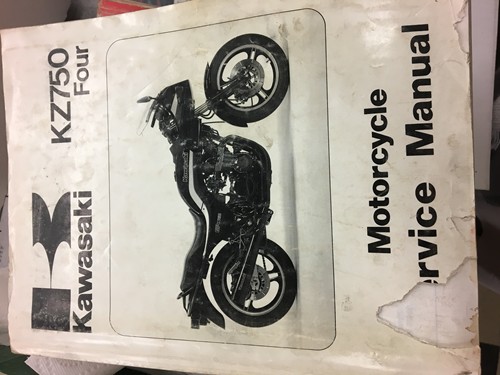 Kawasaki
KZ750
Four
Motorcycle
ervice Manual